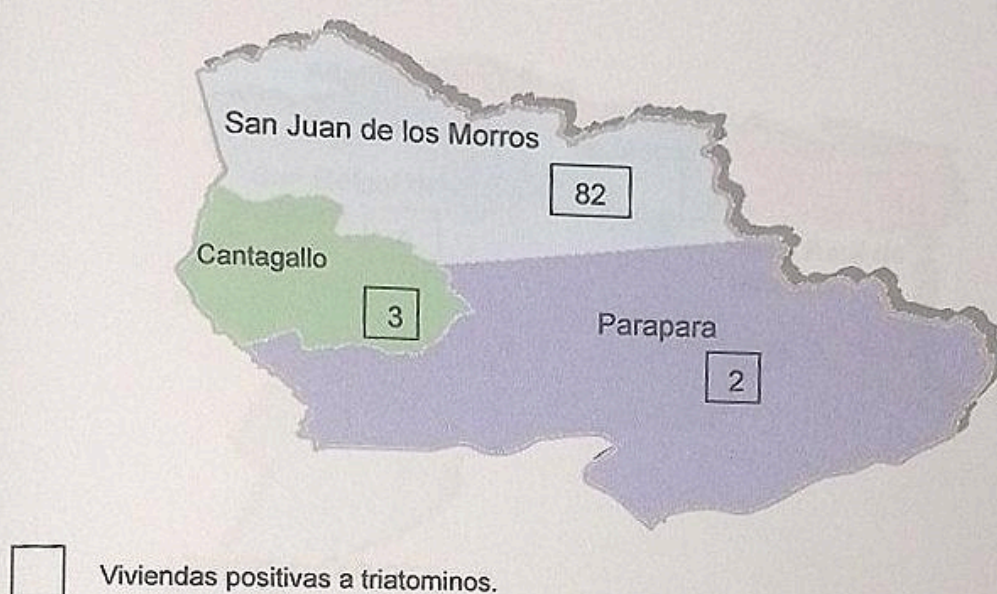 San Juan de los Morros
82
Cantagallo
3
Parapara
2
Viviendas positivas a triatominos.